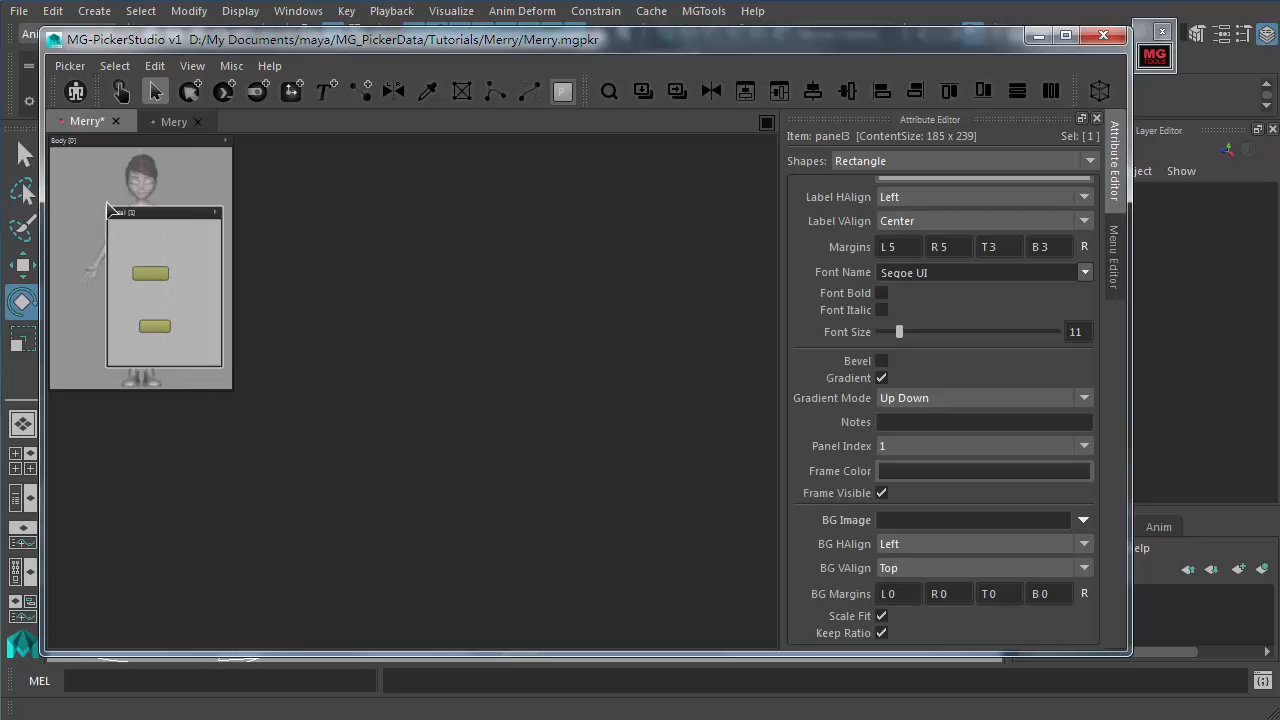 File Edit Create Select Modify Display Windows Key Playback Visualize Anim Deform Constrain Cache MGTools Help
MG-PickerStudio v1 D:/My Documents/maya/MG_PickerData/Tutorials/Merry/Merry.mgpkr
MG
TOOLS
Picker Select Edit View Misc Help
P
Merry* Merry
Attribute Editor
Layer Editor
Body [0]
Item: panel3 [ContentSize: 185 x 239] Sel: [ 1 ]
Shapes: Rectangle
Attribute Editor
Menu Editor
ject Show
Label HAlign Left
Label VAlign Center
Margins L 5 R 5 T 3 B 3 R
Font Name Segoe UI
Font Bold
Font Italic
Font Size 11
Bevel
Gradient
Gradient Mode Up Down
Notes
Panel Index 1
Frame Color
Frame Visible
BG Image
BG HAlign Left
BG VAlign Top
BG Margins L 0 R 0 T 0 B 0 R
Scale Fit
Keep Ratio
Anim
elp
MEL